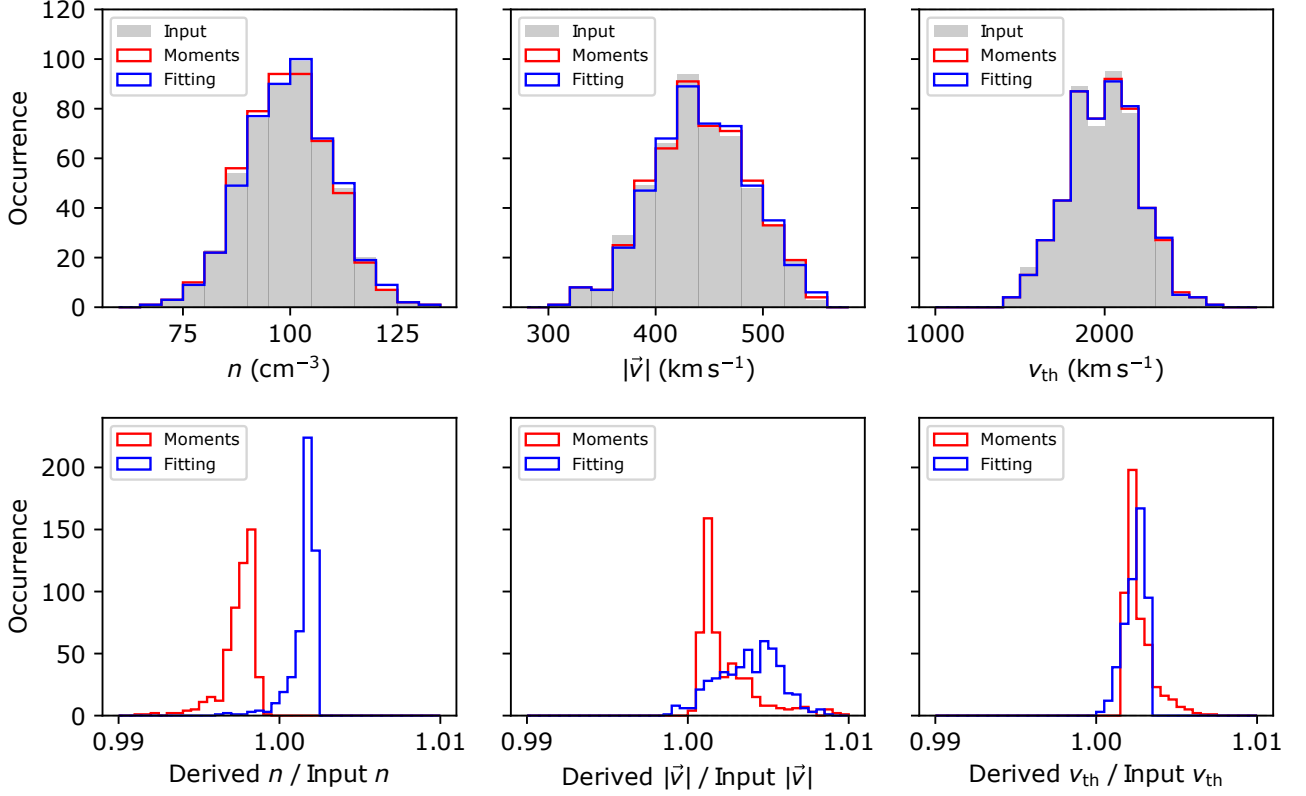 120
100
80
60
40
20
0
Occurrence
Input
Moments
Fitting
75
100
125
n (cm⁻³)
Input
Moments
Fitting
300
400
500
|v⃗| (km s⁻¹)
Input
Moments
Fitting
1000
2000
v_th (km s⁻¹)
200
150
100
50
0
Occurrence
Moments
Fitting
0.99
1.00
1.01
Derived n / Input n
Moments
Fitting
0.99
1.00
1.01
Derived |v⃗| / Input |v⃗|
Moments
Fitting
0.99
1.00
1.01
Derived v_th / Input v_th